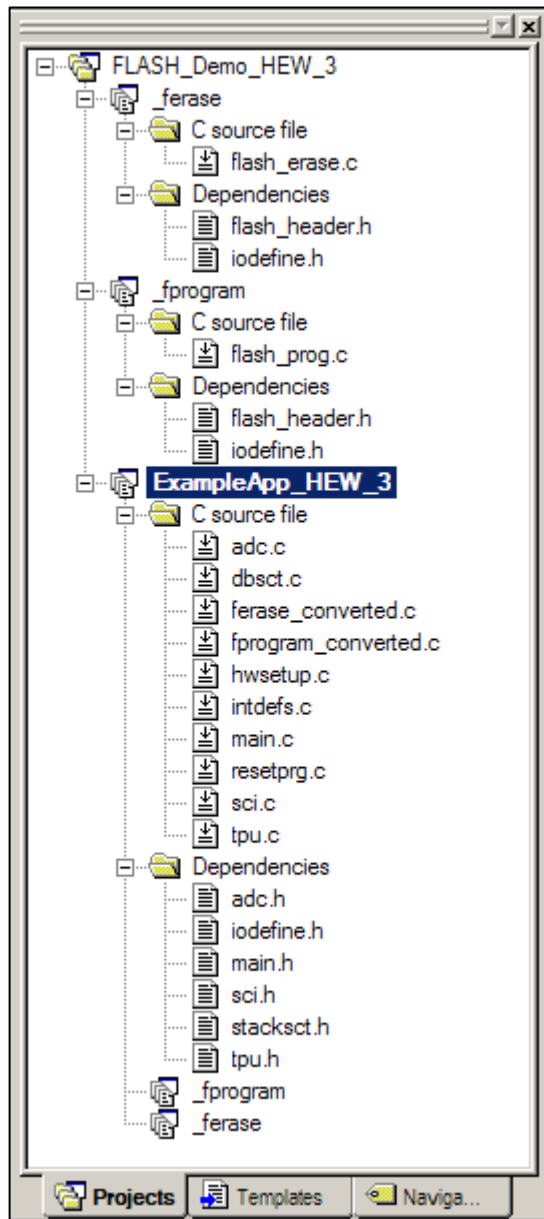 FLASH_Demo_HEW_3
_ferase
C source file
flash_erase.c
Dependencies
flash_header.h
iodefine.h
_fprogram
C source file
flash_prog.c
Dependencies
flash_header.h
iodefine.h
ExampleApp_HEW_3
C source file
adc.c
dbsct.c
ferase_converted.c
fprogram_converted.c
hwsetup.c
intdefs.c
main.c
resetprg.c
sci.c
tpu.c
Dependencies
adc.h
iodefine.h
main.h
sci.h
stacksct.h
tpu.h
_fprogram
_ferase
Projects Templates Naviga...